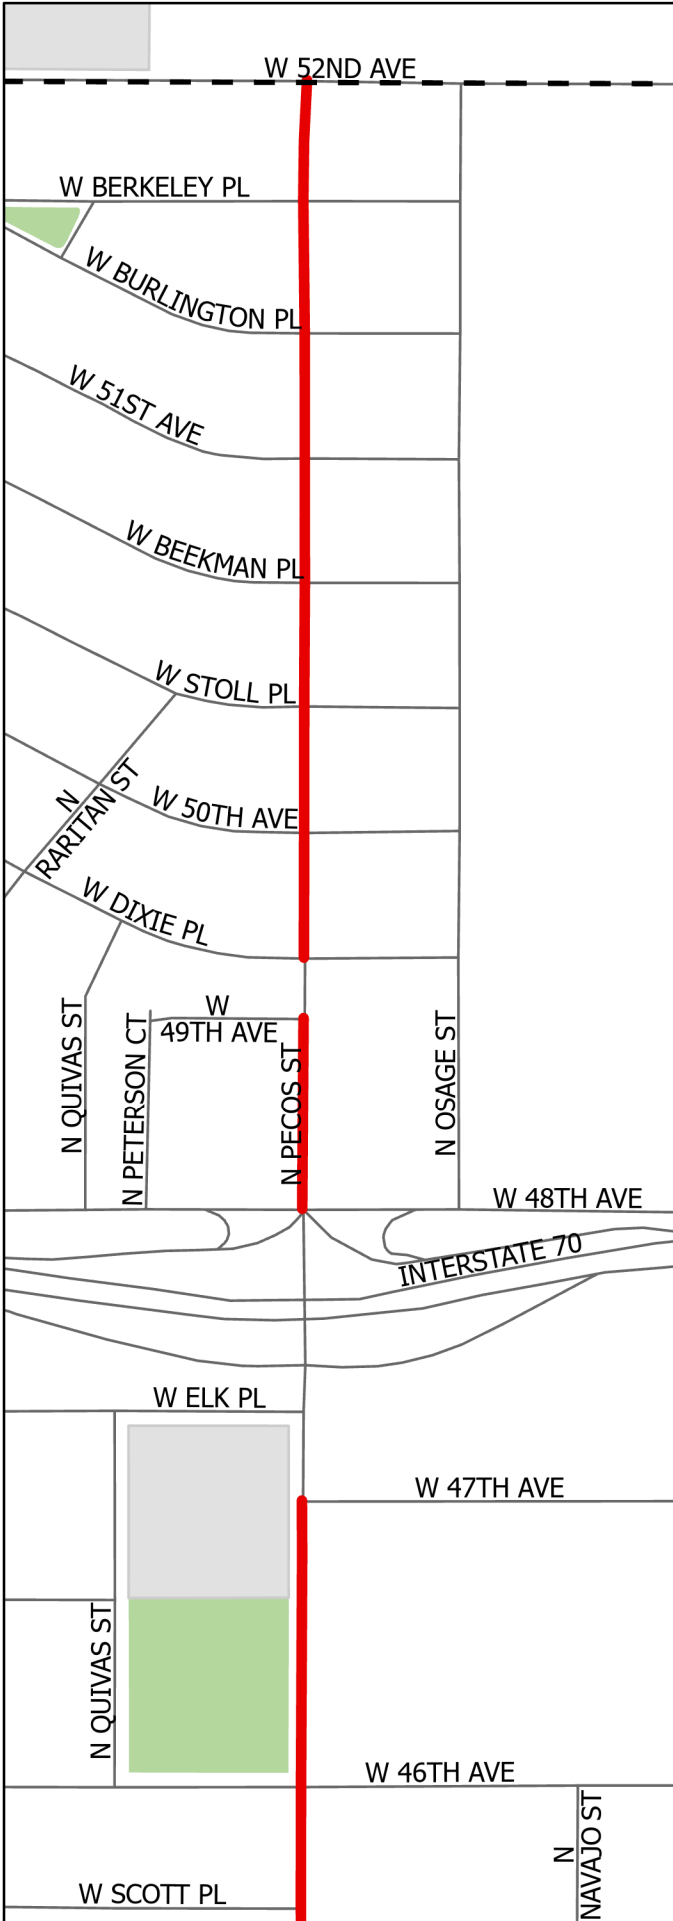 W 52ND AVE
W BERKELEY PL
W BURLINGTON PL
W 51ST AVE
W BEEKMAN PL
W STOLL PL
N
RARITAN ST
W 50TH AVE
W DIXIE PL
N QUIVAS ST
N PETERSON CT
W
49TH AVE
N PECOS ST
N OSAGE ST
W 48TH AVE
INTERSTATE 70
W ELK PL
W 47TH AVE
N QUIVAS ST
W 46TH AVE
N
NAVAJO ST
W SCOTT PL